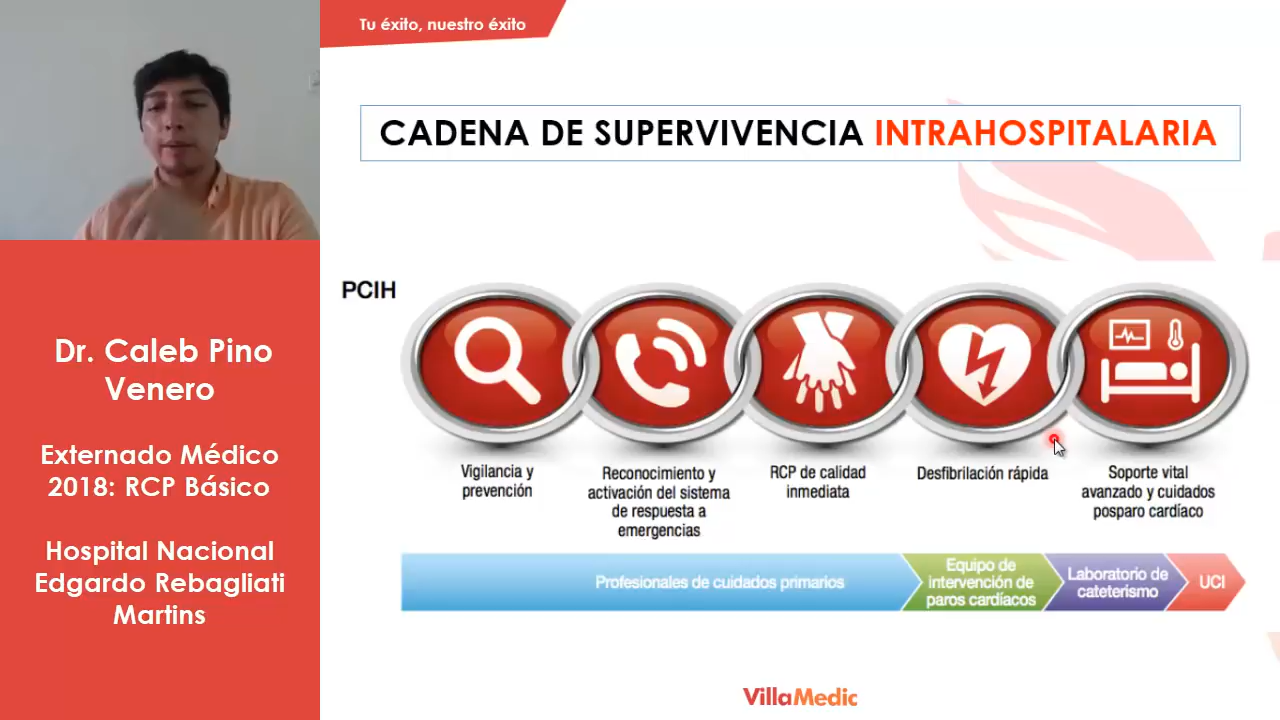 Tu éxito, nuestro éxito
CADENA DE SUPERVIVENCIA INTRAHOSPITALARIA
PCIH
Vigilancia y
prevención
Reconocimiento y
activación del sistema
de respuesta a
emergencias
RCP de calidad
inmediata
Desfibrilación rápida
Soporte vital
avanzado y cuidados
posparo cardíaco
Profesionales de cuidados primarios
Equipo de
intervención de
paros cardíacos
Laboratorio de
cateterismo
UCI
Dr. Caleb Pino
Venero
Externado Médico
2018: RCP Básico
Hospital Nacional
Edgardo Rebagliati
Martins
VillaMedic